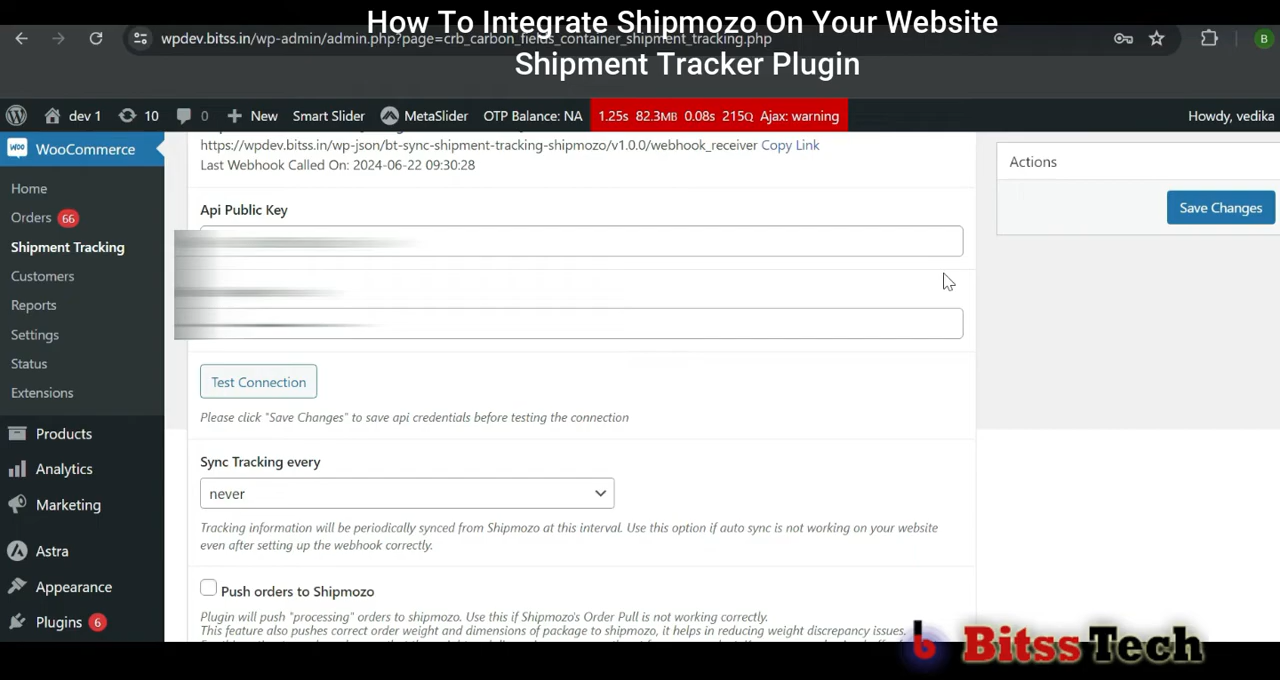 How To Integrate Shipmozo On Your Website
wpdev.bitss.in/wp-admin/admin.php?page=crb_carbon_fields_container_shipment_tracking.php
B
Shipment Tracker Plugin
dev 1
10
0
New
Smart Slider
MetaSlider
OTP Balance: NA
1.25s 82.3MB 0.08s 215Q Ajax: warning
Howdy, vedika
WooCommerce
Home
Orders 66
Shipment Tracking
Customers
Reports
Settings
Status
Extensions
Products
Analytics
Marketing
Astra
Appearance
Plugins 6
https://wpdev.bitss.in/wp-json/bt-sync-shipment-tracking-shipmozo/v1.0.0/webhook_receiver Copy Link
Last Webhook Called On: 2024-06-22 09:30:28
Api Public Key
Test Connection
Please click "Save Changes" to save api credentials before testing the connection
Sync Tracking every
never
Tracking information will be periodically synced from Shipmozo at this interval. Use this option if auto sync is not working on your website
even after setting up the webhook correctly.
Push orders to Shipmozo
Plugin will push "processing" orders to shipmozo. Use this if Shipmozo's Order Pull is not working correctly.
This feature also pushes correct order weight and dimensions of package to shipmozo, it helps in reducing weight discrepancy issues.
Actions
Save Changes
b BitssTech